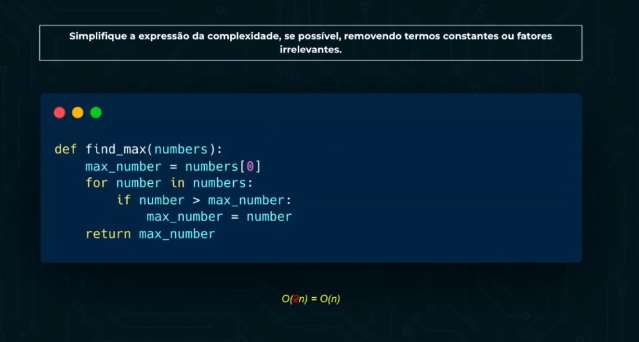 Simplifique a expressão da complexidade, se possível, removendo termos constantes ou fatores
irrelevantes.
def find_max(numbers):
    max_number = numbers[0]
    for number in numbers:
        if number > max_number:
            max_number = number
    return max_number
O(2n) = O(n)